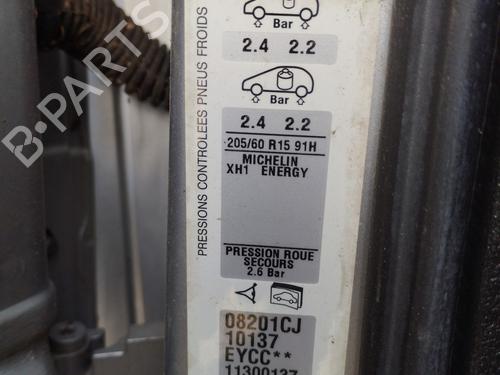 PRESSIONS CONTROLEES PNEUS FROIDS
Bar
2.4 2.2
Bar
2.4 2.2
205/60 R15 91H
MICHELIN
XH1 ENERGY
PRESSION ROUE
SECOURS
2.6 Bar
08201CJ
10137
EYCC**
11300137
B-PARTS